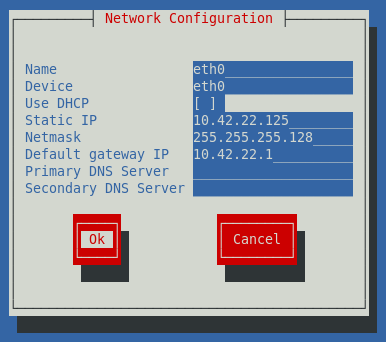 Network Configuration
Name eth0
Device eth0
Use DHCP [ ]
Static IP 10.42.22.125
Netmask 255.255.255.128
Default gateway IP 10.42.22.1
Primary DNS Server
Secondary DNS Server
Ok Cancel